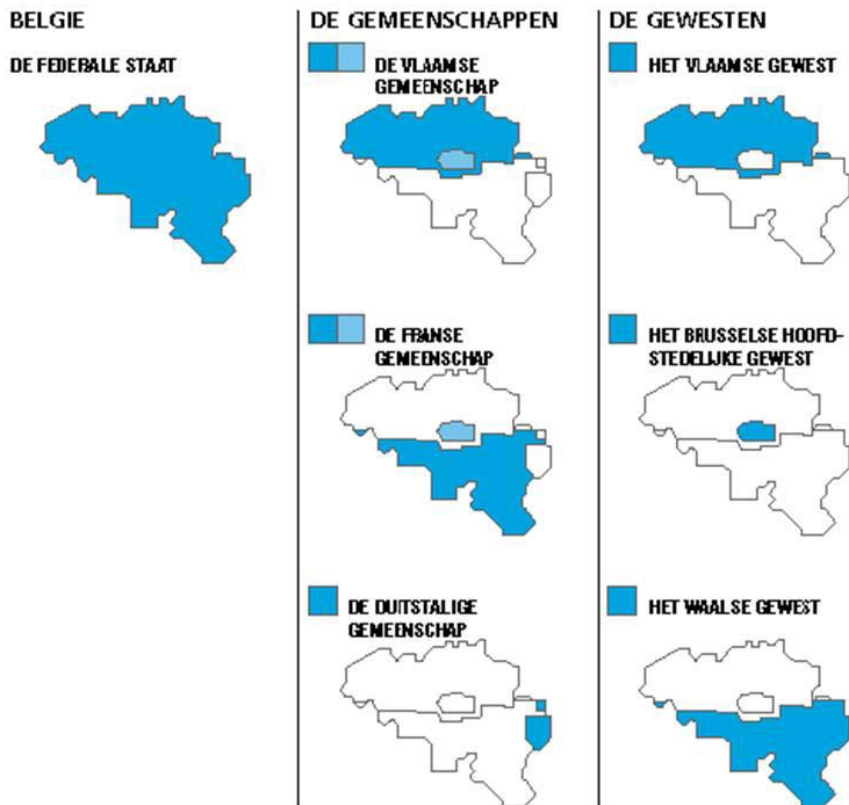 BELGIE
DE FEDERALE STAAT
DE GEMEENSCHAPPEN
DE VLAAMSE
GEMEENSCHAP
DE FRANSE
GEMEENSCHAP
DE DUITSTALIGE
GEMEENSCHAP
DE GEWESTEN
HET VLAAMSE GEWEST
HET BRUSSELSE HOOFD-
STEDELIJKE GEWEST
HET WAALSE GEWEST